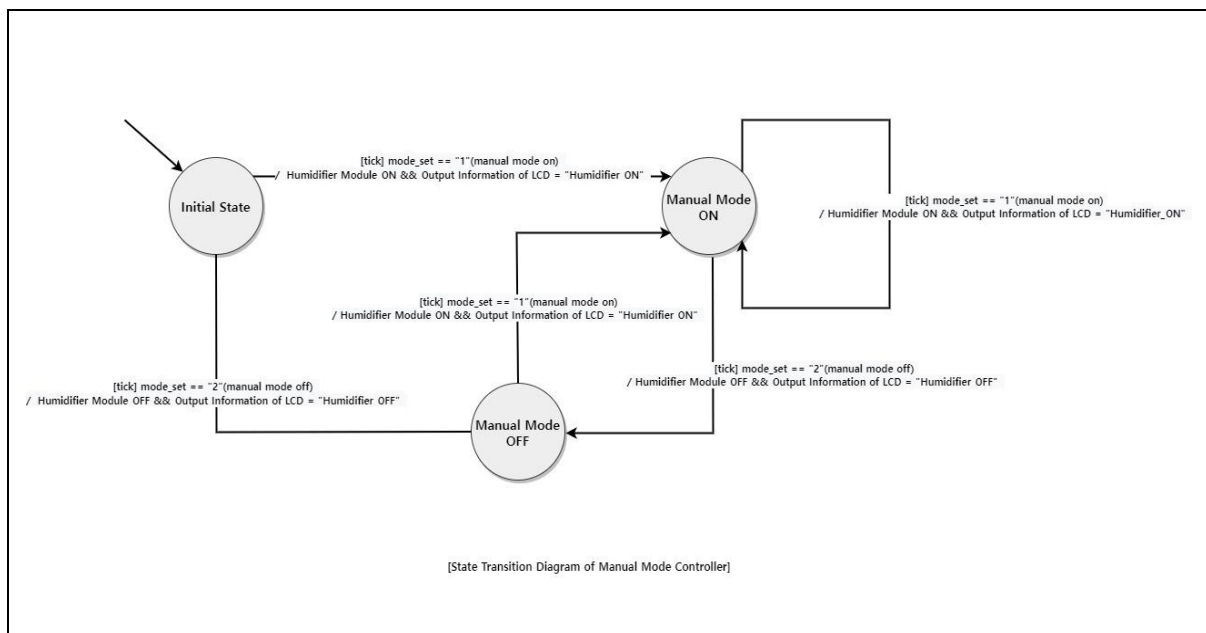 [tick] mode_set == "1"(manual mode on)
/ Humidifier Module ON && Output Information of LCD = "Humidifier ON"
Initial State
Manual Mode
ON
[tick] mode_set == "1"(manual mode on)
/ Humidifier Module ON && Output Information of LCD = "Humidifier_ON"
[tick] mode_set == "1"(manual mode on)
/ Humidifier Module ON && Output Information of LCD = "Humidifier ON"
[tick] mode_set == "2"(manual mode off)
/ Humidifier Module OFF && Output Information of LCD = "Humidifier OFF"
[tick] mode_set == "2"(manual mode off)
/ Humidifier Module OFF && Output Information of LCD = "Humidifier OFF"
Manual Mode
OFF
[State Transition Diagram of Manual Mode Controller]